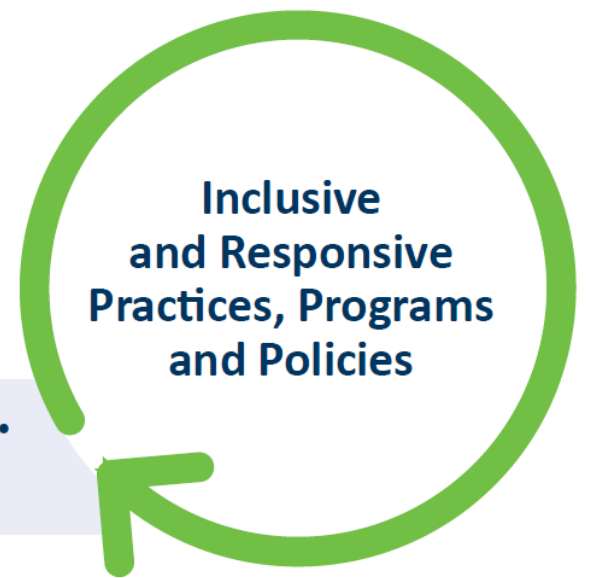 Inclusive
and Responsive
Practices, Programs
and Policies
.